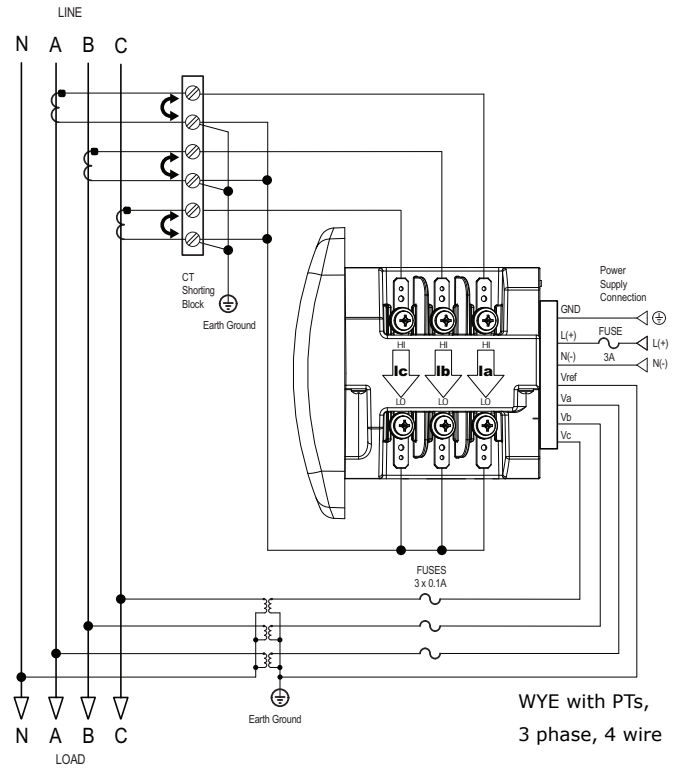 LINE
N A B C
CT
Shorting
Block
Earth Ground
Power
Supply
Connection
GND
L(+)
FUSE
3A
L(+)
N(-)
N(-)
Vref
Va
Vb
Vc
HI HI HI
Ic Ib Ia
LO LO LO
FUSES
3 x 0.1A
Earth Ground
WYE with PTs,
3 phase, 4 wire
N A B C
LOAD